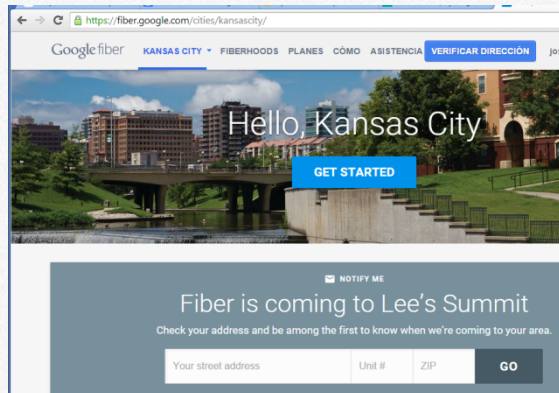 https://fiber.google.com/cities/kansascity/
Google fiber KANSAS CITY FIBERHOODS PLANES CÓMO ASISTENCIA VERIFICAR DIRECCIÓN
Hello, Kansas City
GET STARTED
NOTIFY ME
Fiber is coming to Lee's Summit
Check your address and be among the first to know when we're coming to your area.
Your street address Unit # ZIP GO